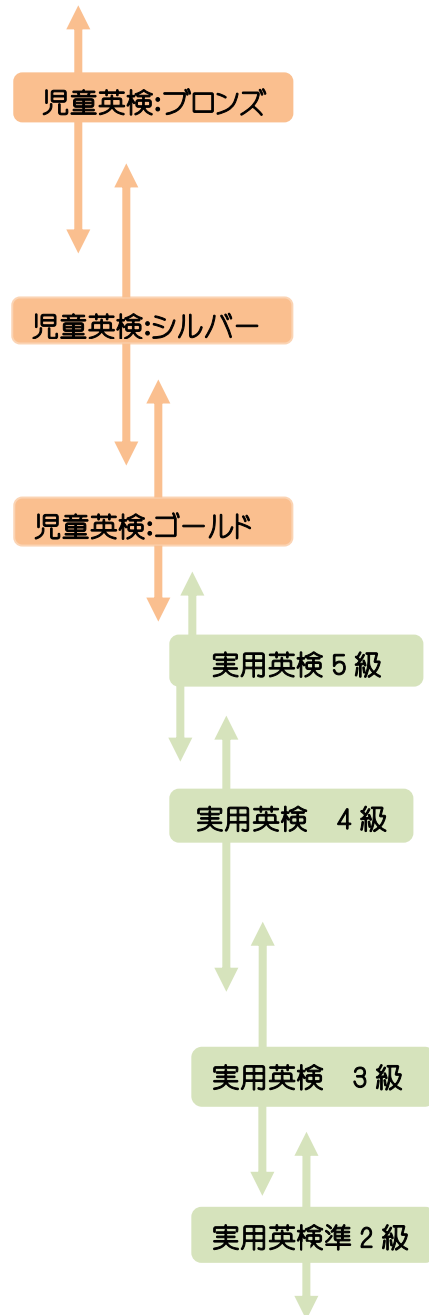 児童英検:ブロンズ
児童英検:シルバー
児童英検:ゴールド
実用英検 5 級
実用英検　4 級
実用英検　3 級
実用英検準 2 級